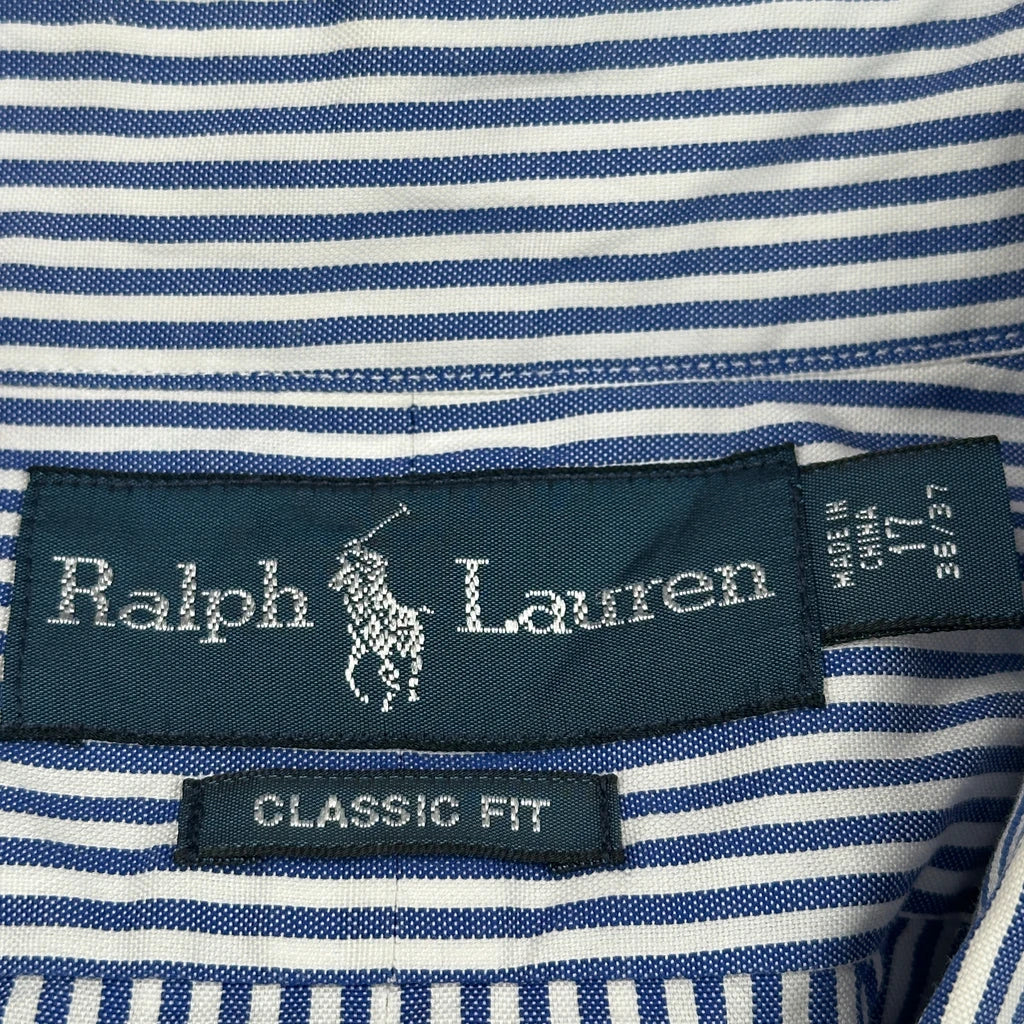 Ralph Lauren
MADE IN
CHINA
17
36/37
CLASSIC FIT